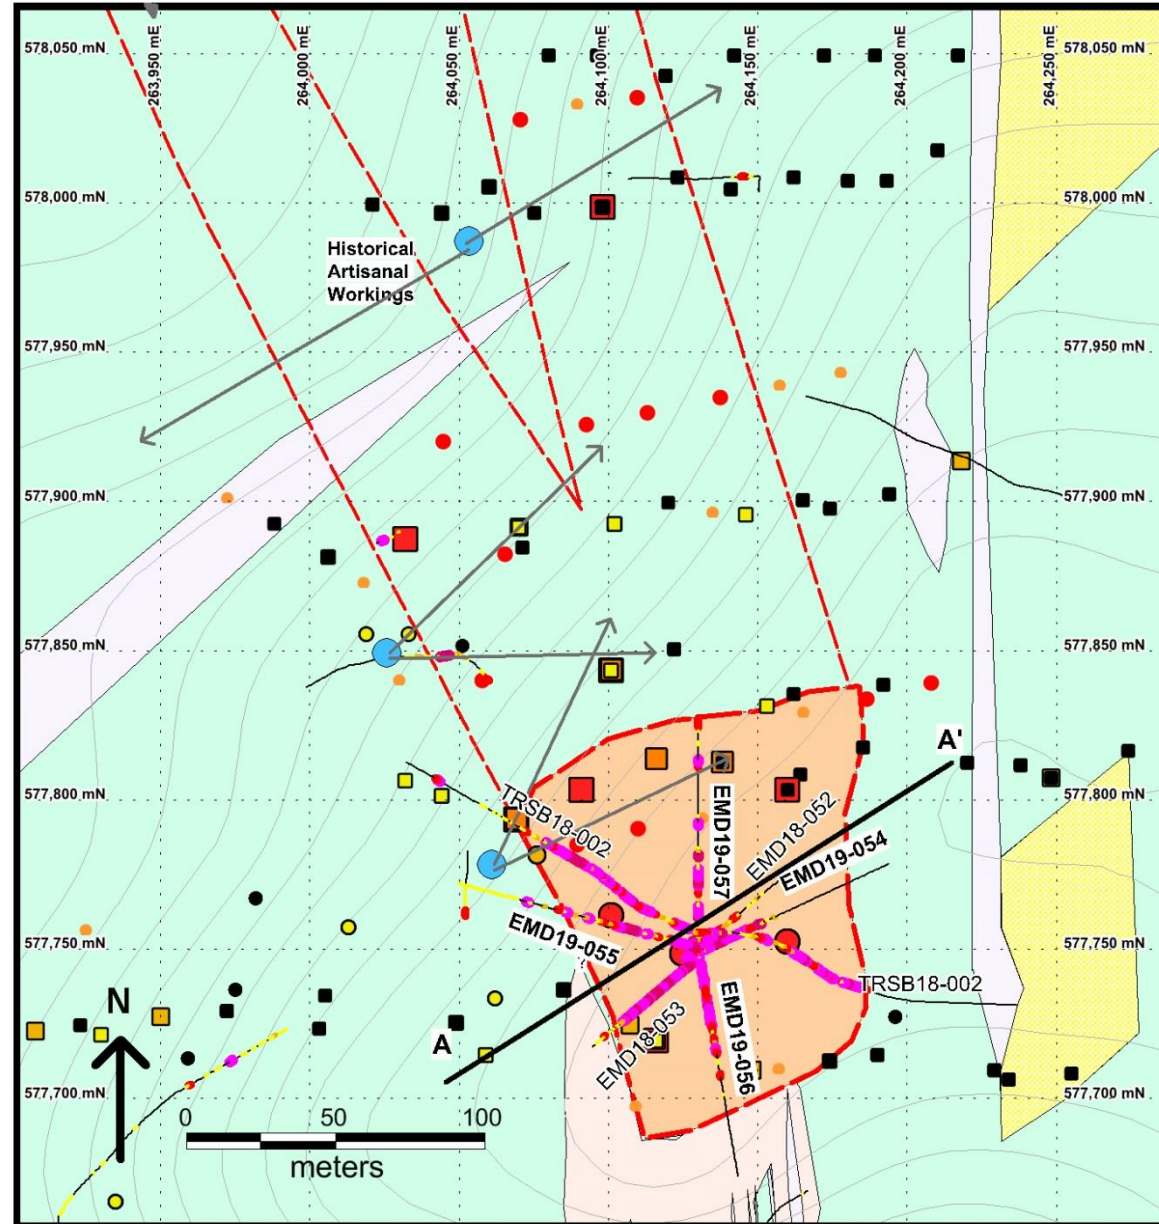 578,050 mN
263,950 mE
264,000 mE
264,050 mE
264,100 mE
264,150 mE
264,200 mE
264,250 mE
578,050 mN
578,000 mN
578,000 mN
Historical
Artisanal
Workings
577,950 mN
577,950 mN
577,900 mN
577,900 mN
577,850 mN
577,850 mN
A'
577,800 mN
TRSB18-002
EMD19-057
EMD18-052
EMD19-054
577,800 mN
577,750 mN
EMD19-055
577,750 mN
TRSB18-002
N
A
EMD18-053
EMD19-056
577,700 mN
577,700 mN
0 50 100
meters